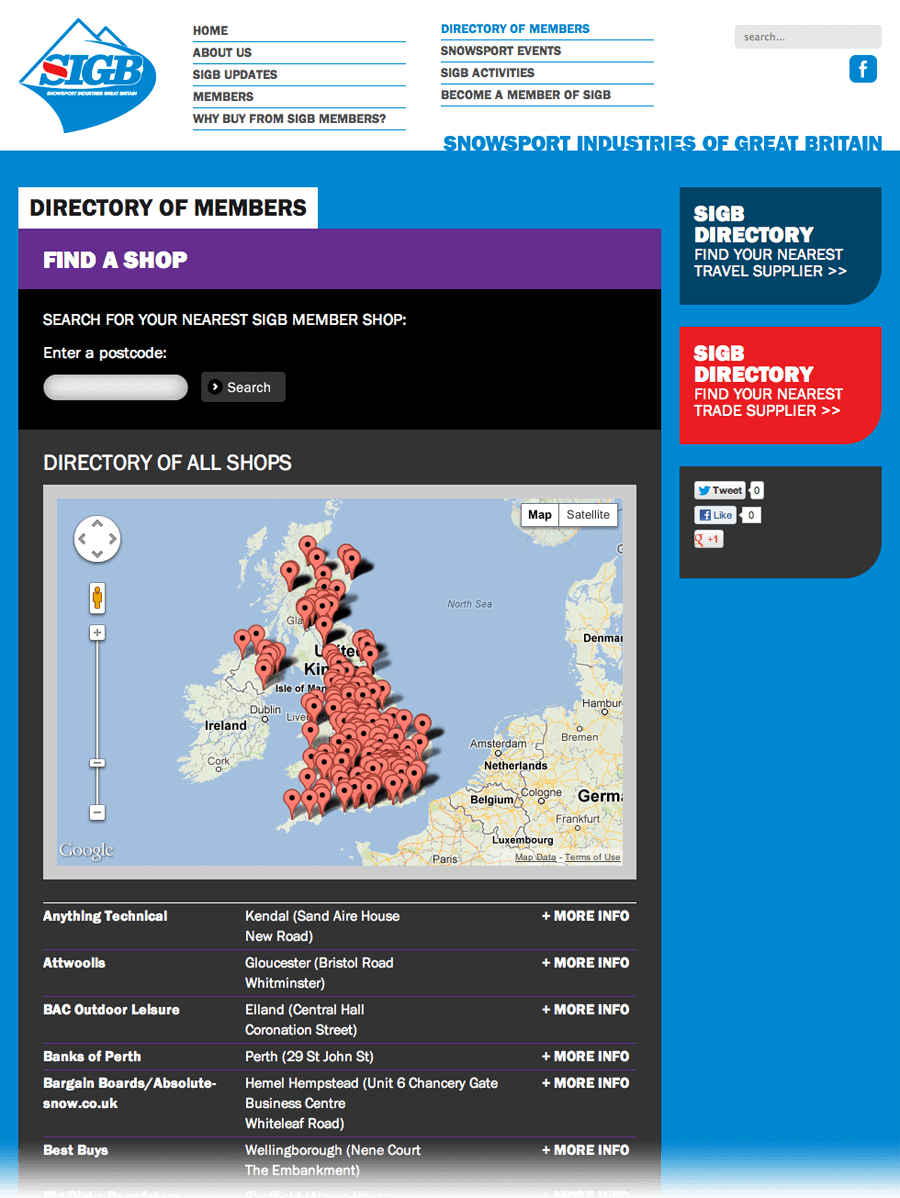 SIGB
SNOWSPORT INDUSTRIES GREAT BRITAIN
HOME
ABOUT US
SIGB UPDATES
MEMBERS
WHY BUY FROM SIGB MEMBERS?
DIRECTORY OF MEMBERS
SNOWSPORT EVENTS
SIGB ACTIVITIES
BECOME A MEMBER OF SIGB
search...
f
SNOWSPORT INDUSTRIES OF GREAT BRITAIN
DIRECTORY OF MEMBERS
FIND A SHOP
SEARCH FOR YOUR NEAREST SIGB MEMBER SHOP:
Enter a postcode:
Search
DIRECTORY OF ALL SHOPS
Map
Satellite
North Sea
Gla
Denmar
United
Kin
Isle of Man
Dublin
Liver
Ireland
Hamburg
Bremen
Cork
Amsterdam
Netherlands
Cologne
Belgium
Germa
Frankfurt
Luxembourg
Paris
Google
Map Data - Terms of Use
Anything Technical
Kendal (Sand Aire House
New Road)
+ MORE INFO
Attwoolls
Gloucester (Bristol Road
Whitminster)
+ MORE INFO
BAC Outdoor Leisure
Elland (Central Hall
Coronation Street)
+ MORE INFO
Banks of Perth
Perth (29 St John St)
+ MORE INFO
Bargain Boards/Absolute-
snow.co.uk
Hemel Hempstead (Unit 6 Chancery Gate
Business Centre
Whiteleaf Road)
+ MORE INFO
Best Buys
Wellingborough (Nene Court
The Embankment)
+ MORE INFO
SIGB
DIRECTORY
FIND YOUR NEAREST
TRAVEL SUPPLIER >>
SIGB
DIRECTORY
FIND YOUR NEAREST
TRADE SUPPLIER >>
Tweet 0
Like 0
g +1